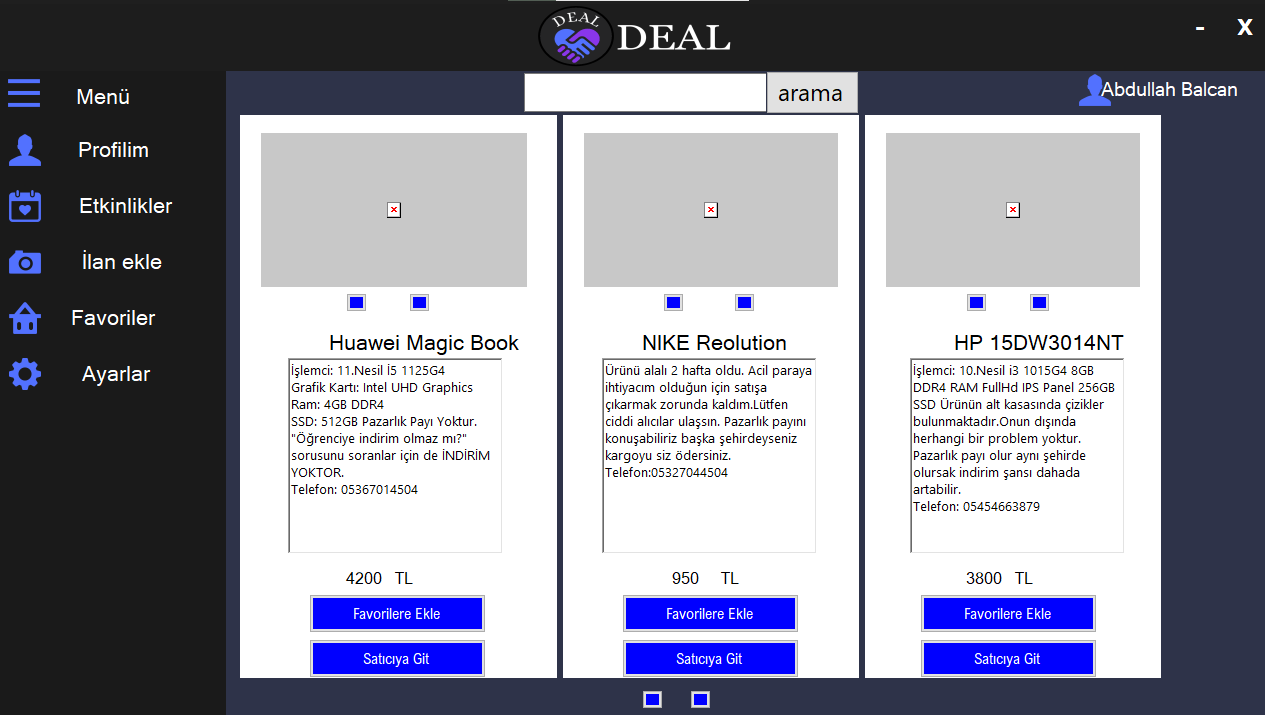 DEAL
DEAL
-
X
Menü
Profilim
Etkinlikler
İlan ekle
Favoriler
Ayarlar
arama
Abdullah Balcan
Huawei Magic Book
İşlemci: 11.Nesil İ5 1125G4
Grafik Kartı: Intel UHD Graphics
Ram: 4GB DDR4
SSD: 512GB Pazarlık Payı Yoktur.
"Öğrenciye indirim olmaz mı?"
sorusunu soranlar için de İNDİRİM
YOKTOR.
Telefon: 05367014504
4200 TL
Favorilere Ekle
Satıcıya Git
NIKE Reolution
Ürünü alalı 2 hafta oldu. Acil paraya
ihtiyacım olduğun için satışa
çıkarmak zorunda kaldım.Lütfen
ciddi alıcılar ulaşsın. Pazarlık payını
konuşabiliriz başka şehirdeyseniz
kargoyu siz ödersiniz.
Telefon:05327044504
950 TL
Favorilere Ekle
Satıcıya Git
HP 15DW3014NT
İşlemci: 10.Nesil i3 1015G4 8GB
DDR4 RAM FullHd IPS Panel 256GB
SSD Ürünün alt kasasında çizikler
bulunmaktadır.Onun dışında
herhangi bir problem yoktur.
Pazarlık payı olur aynı şehirde
olursak indirim şansı dahada
artabilir.
Telefon: 05454663879
3800 TL
Favorilere Ekle
Satıcıya Git